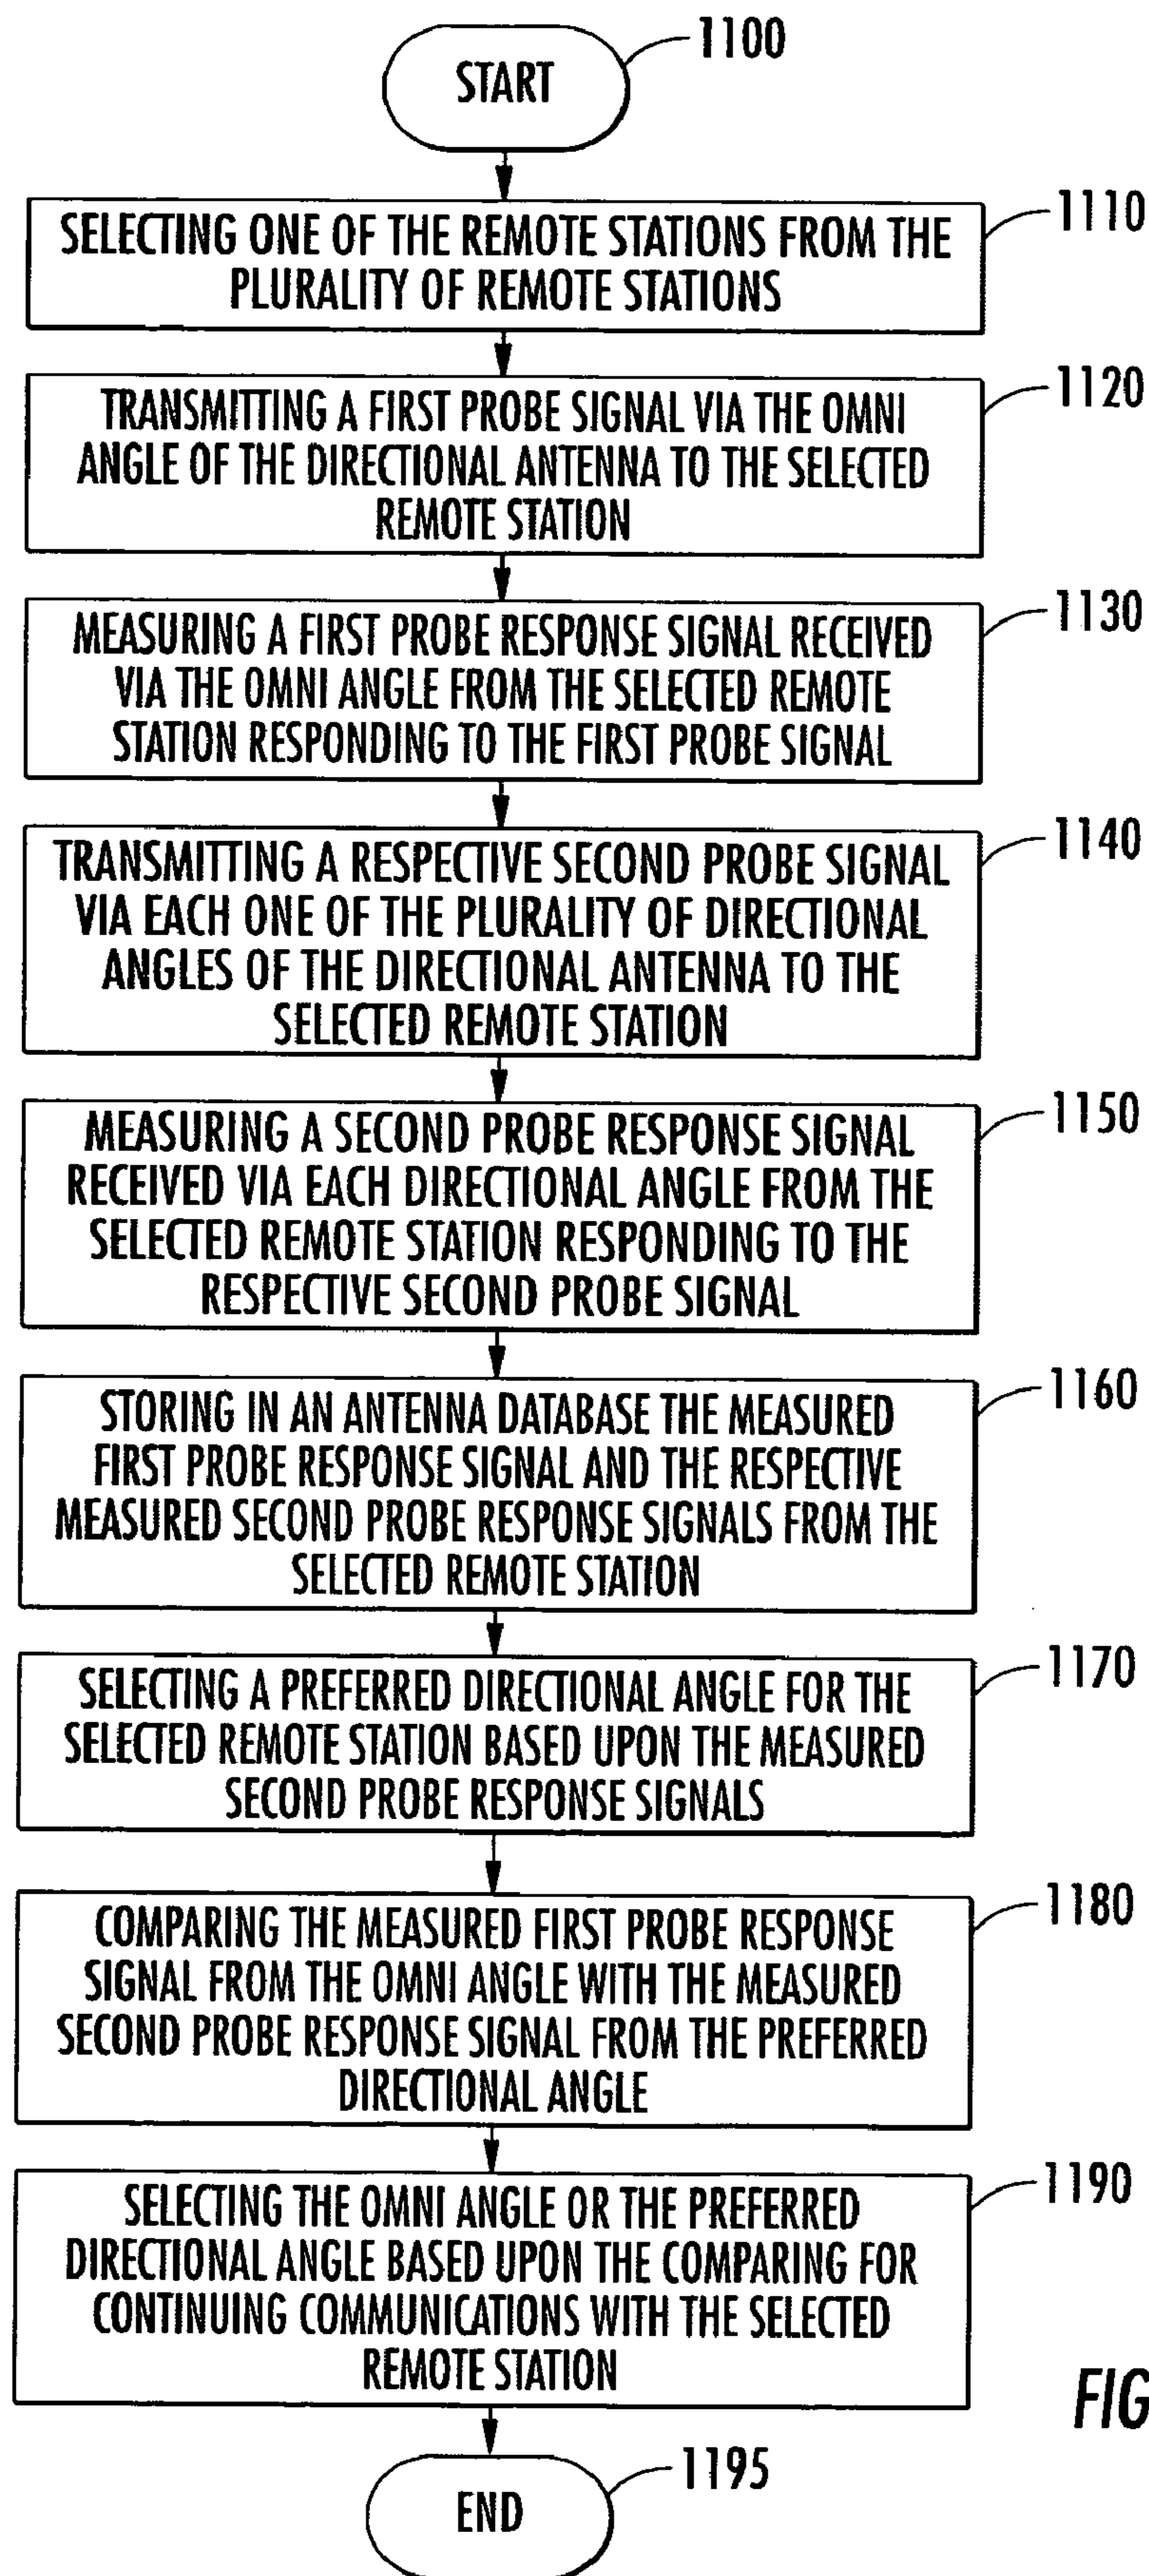 START
1100
SELECTING ONE OF THE REMOTE STATIONS FROM THE
PLURALITY OF REMOTE STATIONS
1110
TRANSMITTING A FIRST PROBE SIGNAL VIA THE OMNI
ANGLE OF THE DIRECTIONAL ANTENNA TO THE SELECTED
REMOTE STATION
1120
MEASURING A FIRST PROBE RESPONSE SIGNAL RECEIVED
VIA THE OMNI ANGLE FROM THE SELECTED REMOTE
STATION RESPONDING TO THE FIRST PROBE SIGNAL
1130
TRANSMITTING A RESPECTIVE SECOND PROBE SIGNAL
VIA EACH ONE OF THE PLURALITY OF DIRECTIONAL
ANGLES OF THE DIRECTIONAL ANTENNA TO THE
SELECTED REMOTE STATION
1140
MEASURING A SECOND PROBE RESPONSE SIGNAL
RECEIVED VIA EACH DIRECTIONAL ANGLE FROM THE
SELECTED REMOTE STATION RESPONDING TO THE
RESPECTIVE SECOND PROBE SIGNAL
1150
STORING IN AN ANTENNA DATABASE THE MEASURED
FIRST PROBE RESPONSE SIGNAL AND THE RESPECTIVE
MEASURED SECOND PROBE RESPONSE SIGNALS FROM THE
SELECTED REMOTE STATION
1160
SELECTING A PREFERRED DIRECTIONAL ANGLE FOR THE
SELECTED REMOTE STATION BASED UPON THE MEASURED
SECOND PROBE RESPONSE SIGNALS
1170
COMPARING THE MEASURED FIRST PROBE RESPONSE
SIGNAL FROM THE OMNI ANGLE WITH THE MEASURED
SECOND PROBE RESPONSE SIGNAL FROM THE PREFERRED
DIRECTIONAL ANGLE
1180
SELECTING THE OMNI ANGLE OR THE PREFERRED
DIRECTIONAL ANGLE BASED UPON THE COMPARING FOR
CONTINUING COMMUNICATIONS WITH THE SELECTED
REMOTE STATION
1190
FIG
END
1195